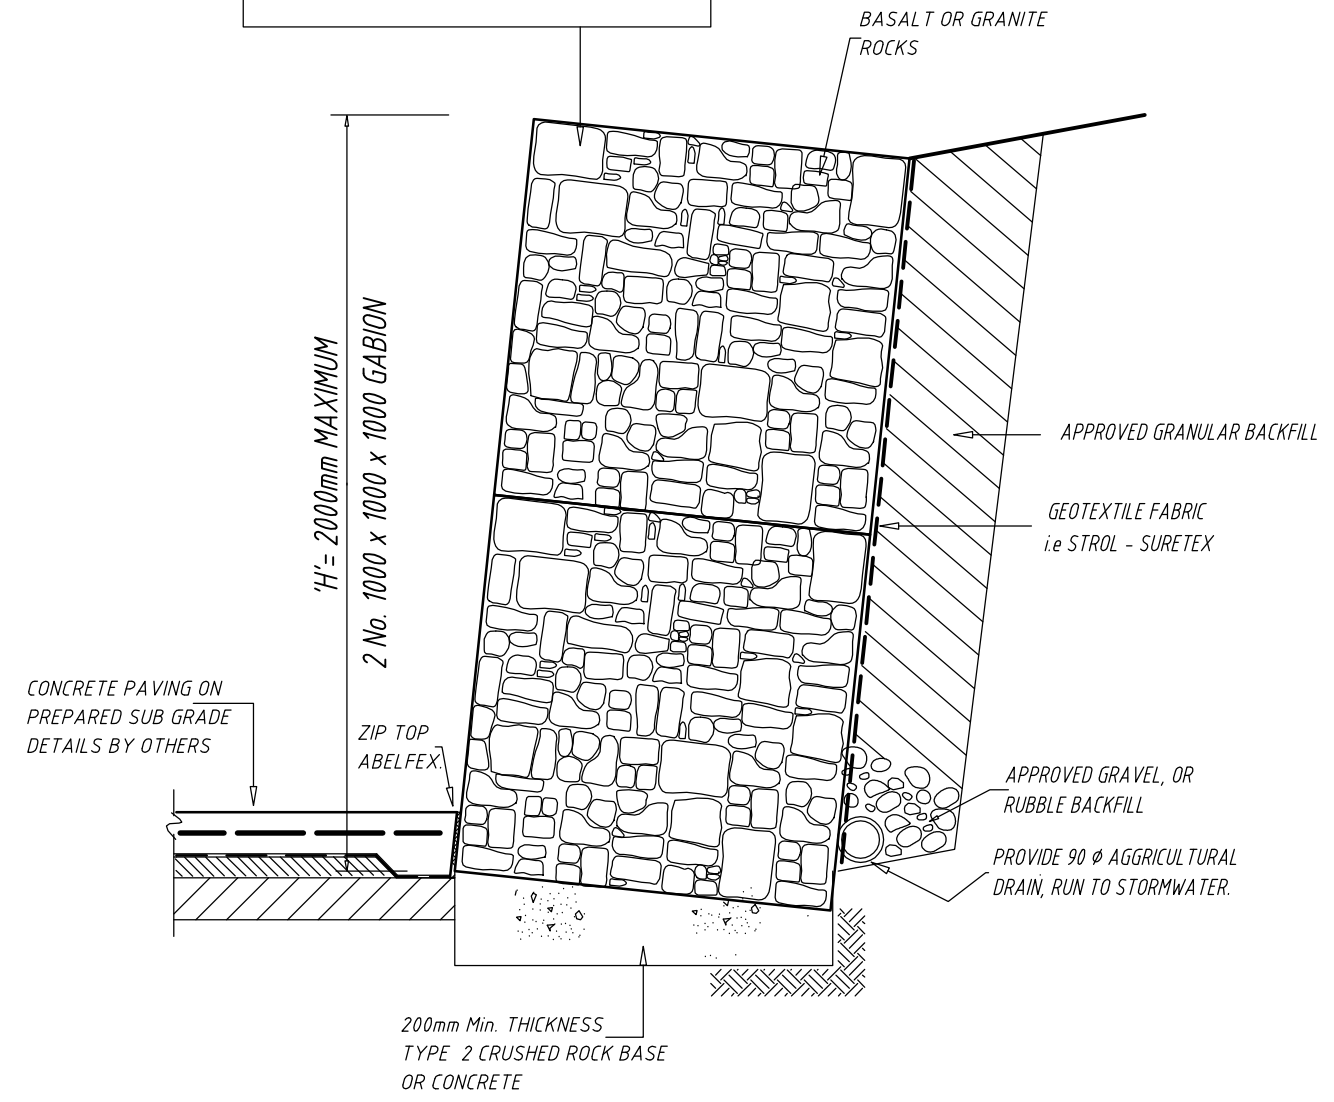 BASALT OR GRANITE
ROCKS
'H'= 2000mm MAXIMUM
2 No. 1000 x 1000 x 1000 GABION
APPROVED GRANULAR BACKFILL
GEOTEXTILE FABRIC
i.e STROL - SURETEX
CONCRETE PAVING ON
PREPARED SUB GRADE
DETAILS BY OTHERS
ZIP TOP
ABELFEX.
APPROVED GRAVEL, OR
RUBBLE BACKFILL
PROVIDE 90 Ø AGGRICULTURAL
DRAIN, RUN TO STORMWATER.
200mm Min. THICKNESS
TYPE 2 CRUSHED ROCK BASE
OR CONCRETE